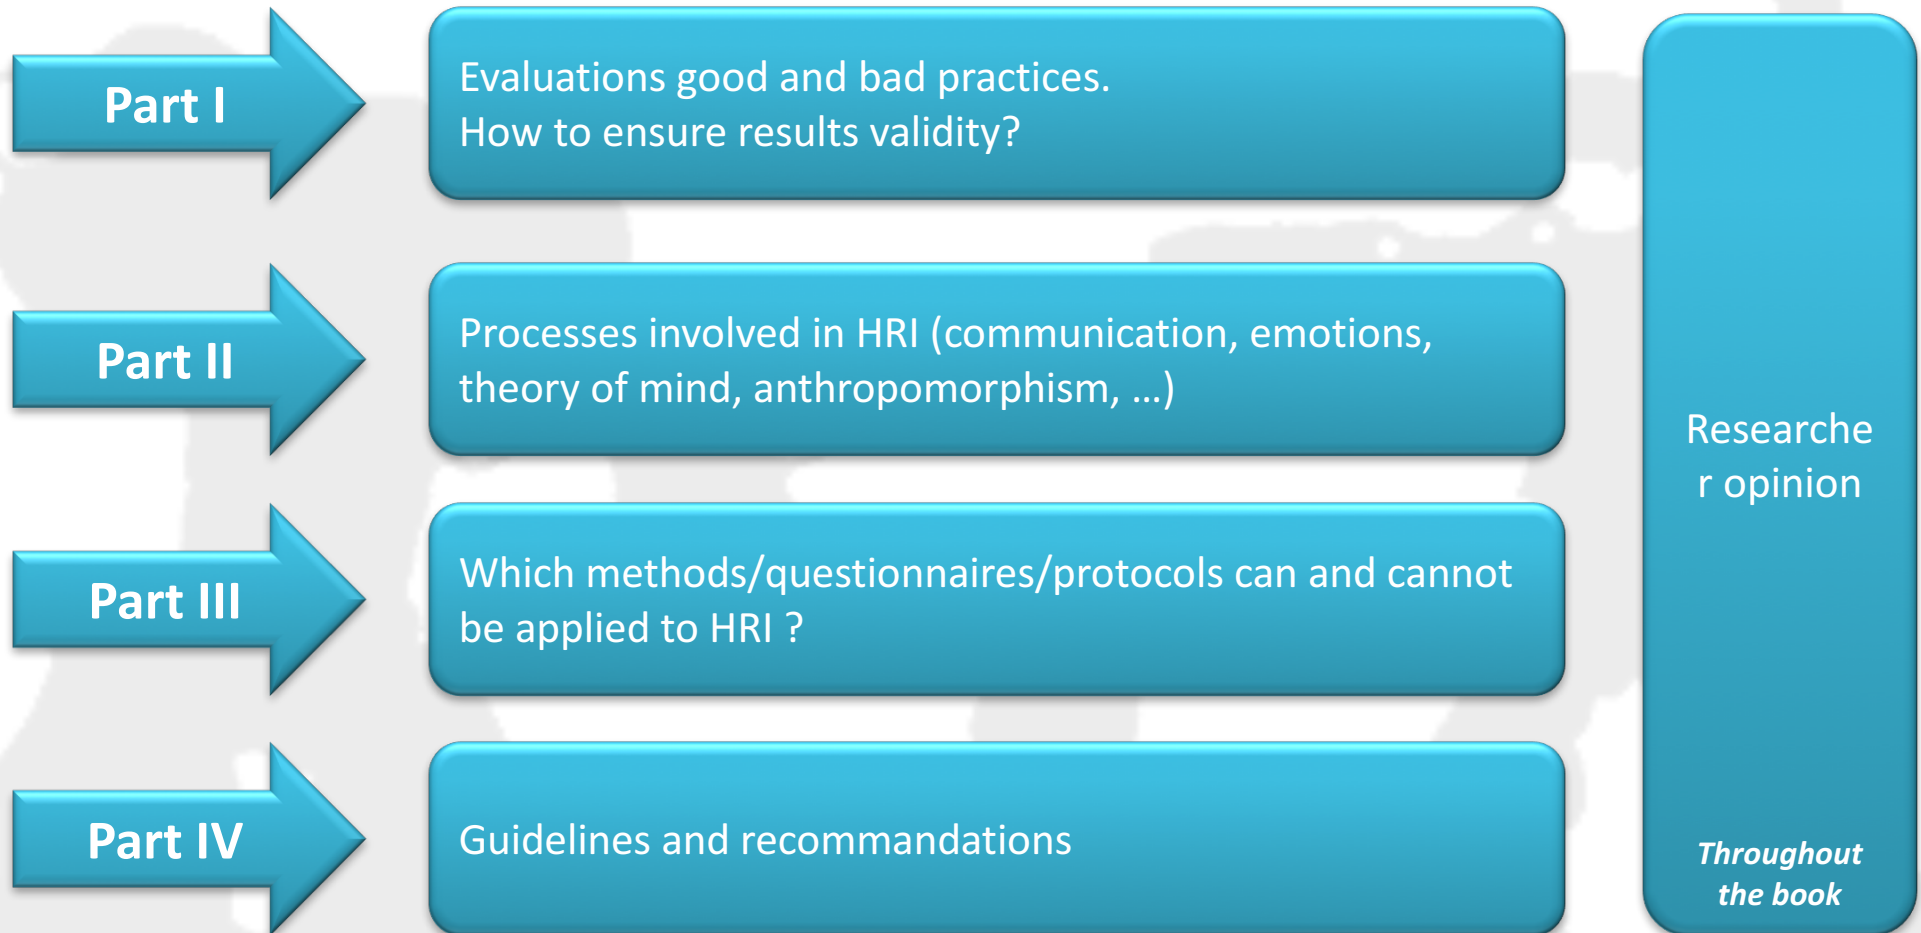 Part I
Evaluations good and bad practices.
How to ensure results validity?
Part II
Processes involved in HRI (communication, emotions,
theory of mind, anthropomorphism, ...)
Part III
Which methods/questionnaires/protocols can and cannot
be applied to HRI ?
Part IV
Guidelines and recommandations
Researche
r opinion
Throughout
the book